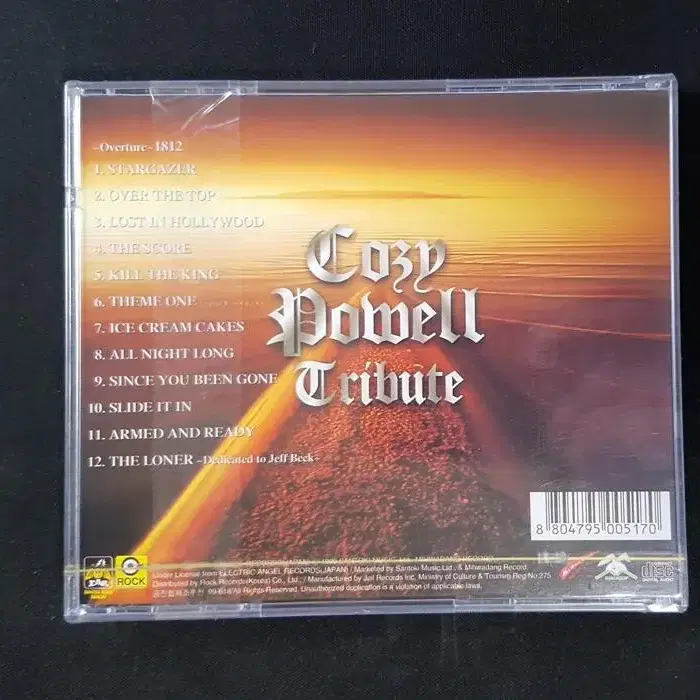 ~Overture~ 1812
1. STARGAZER
2. OVER THE TOP
3. LOST IN HOLLYWOOD
4. THE SCORE
5. KILL THE KING
6. THEME ONE
7. ICE CREAM CAKES
8. ALL NIGHT LONG
9. SINCE YOU BEEN GONE
10. SLIDE IT IN
11. ARMED AND READY
12. THE LONER ~Dedicated to Jeff Beck~
Cozy
Powell
Tribute
8 804795 005170
ROCK
Under License from ELECTRIC ANGEL RECORDS(JAPAN) / Marketed by Santoki Music Ltd., & Mihwadang Record.
Distributed by Rock Records(Korea) Co., Ltd., / Manufactured by Jail Records Inc. Ministry of Culture & Tourism Reg No:275
All Rights Reserved. Unauthorized duplication is a violation of applicable laws.
disc
DIGITAL AUDIO